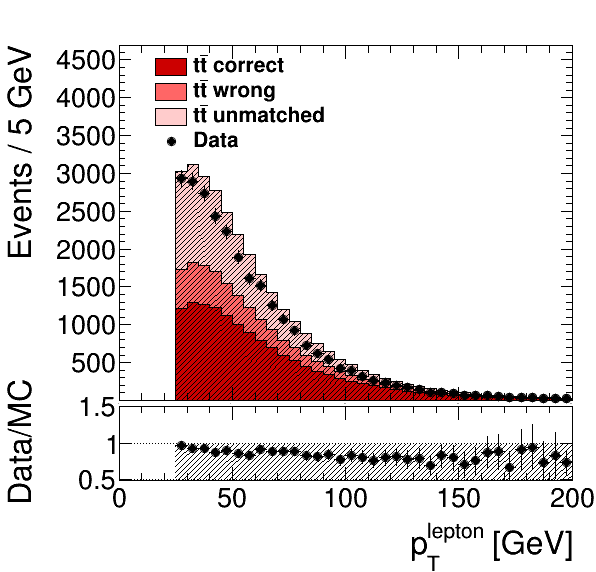 Events / 5 GeV
4500
4000
3500
3000
2500
2000
1500
1000
500
tt̄ correct
tt̄ wrong
tt̄ unmatched
Data
Data/MC
1.5
1
0.5
0 50 100 150 200
p_T^lepton [GeV]